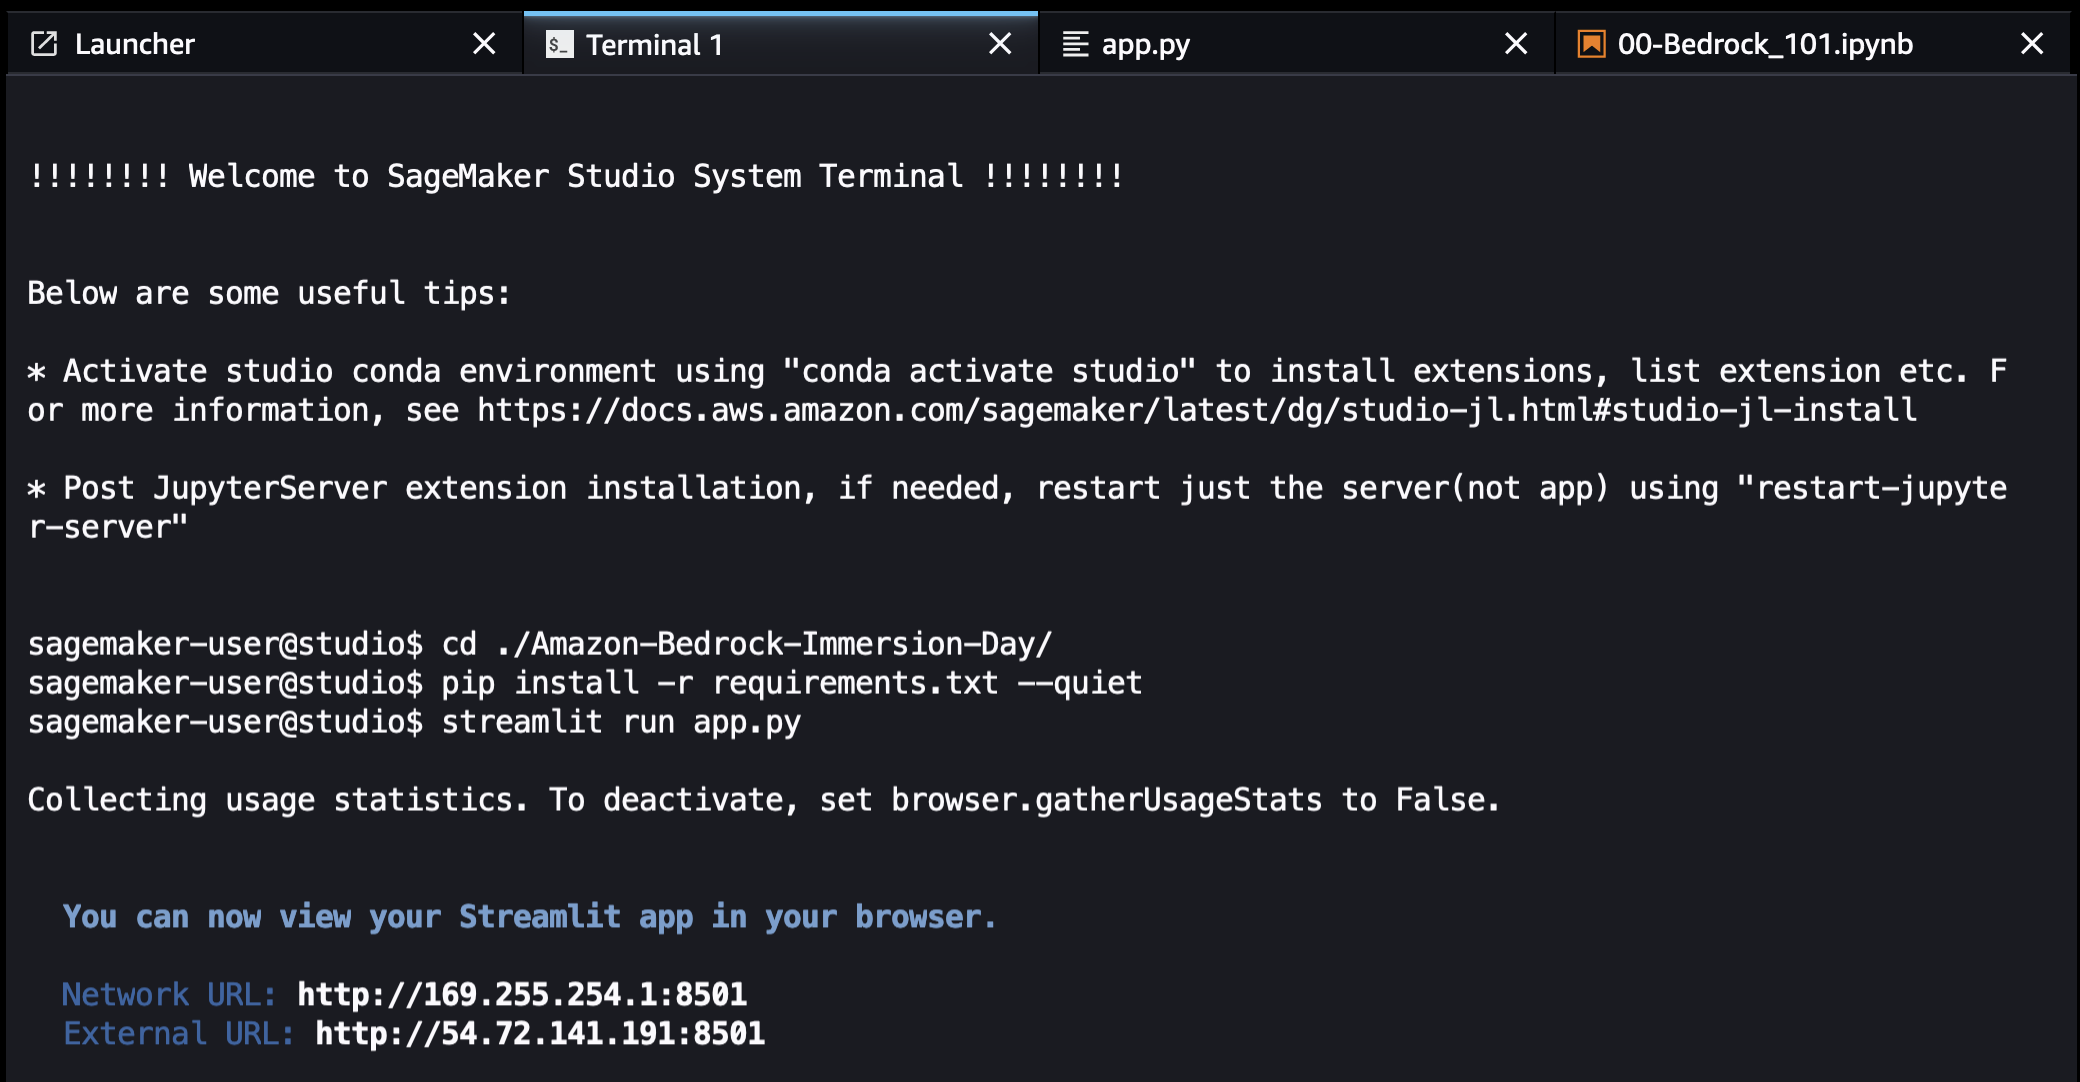 Launcher
Terminal 1
app.py
00-Bedrock_101.ipynb
!!!!!!!! Welcome to SageMaker Studio System Terminal !!!!!!!!
Below are some useful tips:
* Activate studio conda environment using "conda activate studio" to install extensions, list extension etc. F
or more information, see https://docs.aws.amazon.com/sagemaker/latest/dg/studio-jl.html#studio-jl-install
* Post JupyterServer extension installation, if needed, restart just the server(not app) using "restart-jupyte
r-server"
sagemaker-user@studio$ cd ./Amazon-Bedrock-Immersion-Day/
sagemaker-user@studio$ pip install -r requirements.txt --quiet
sagemaker-user@studio$ streamlit run app.py
Collecting usage statistics. To deactivate, set browser.gatherUsageStats to False.
You can now view your Streamlit app in your browser.
Network URL: http://169.255.254.1:8501
External URL: http://54.72.141.191:8501